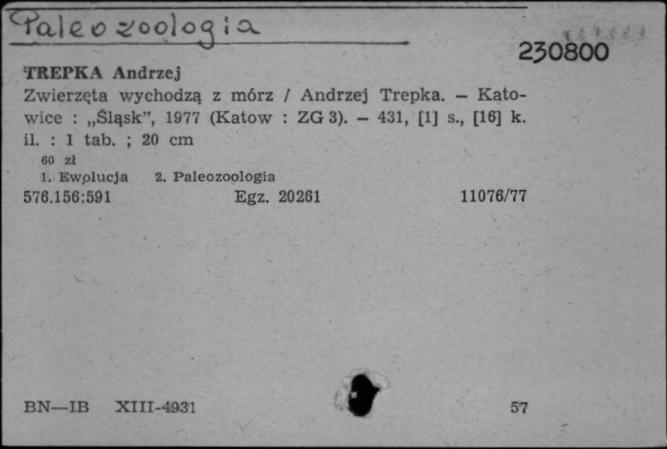 Paleozoologia
230800
TREPKA Andrzej
Zwierzęta wychodzą z mórz / Andrzej Trepka. — Kato-
wice : „Śląsk”, 1977 (Katow : ZG 3). — 431, [1] s., [16] k.
il. : 1 tab. ; 20 cm
60 zł
1. Ewolucja 2. Paleozoologia
576.156:591 Egz. 20261 11076/77
BN—IB XIII-4931 57